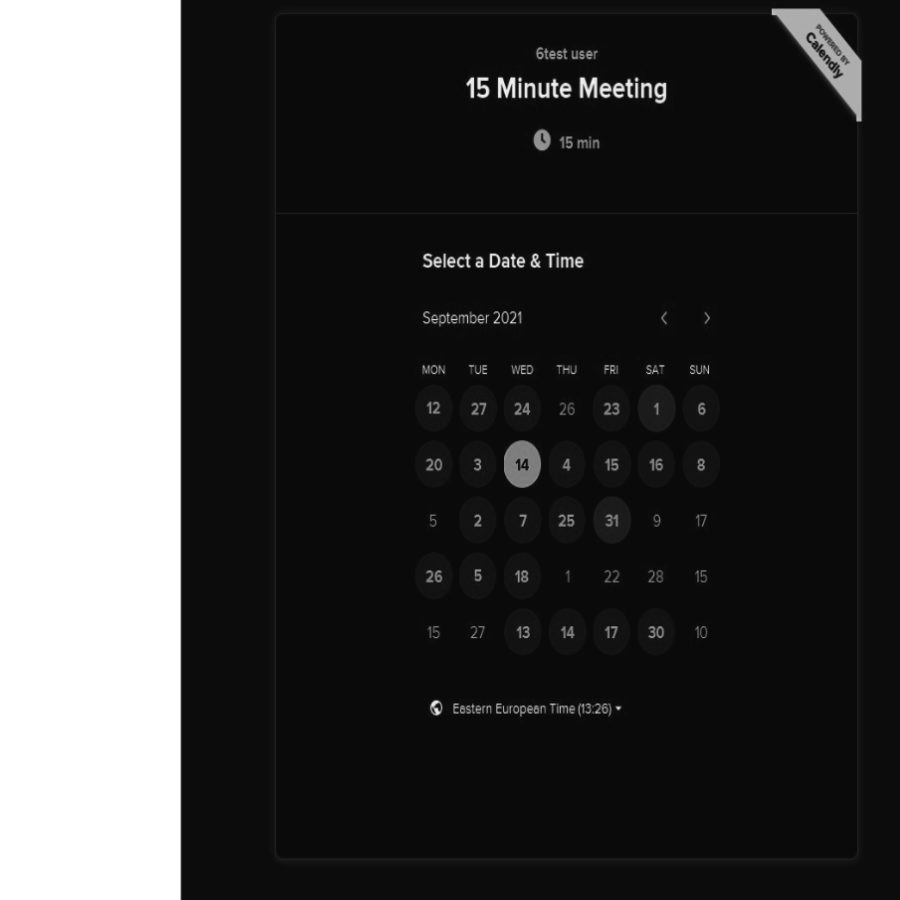 POWERED BY
Calendly
6test user
15 Minute Meeting
15 min
Select a Date & Time
September 2021
MON TUE WED THU FRI SAT SUN
12 27 24 26 23 1 6
20 3 14 4 15 16 8
5 2 7 25 31 9 17
26 5 18 1 22 28 15
15 27 13 14 17 30 10
Eastern European Time (13:26)